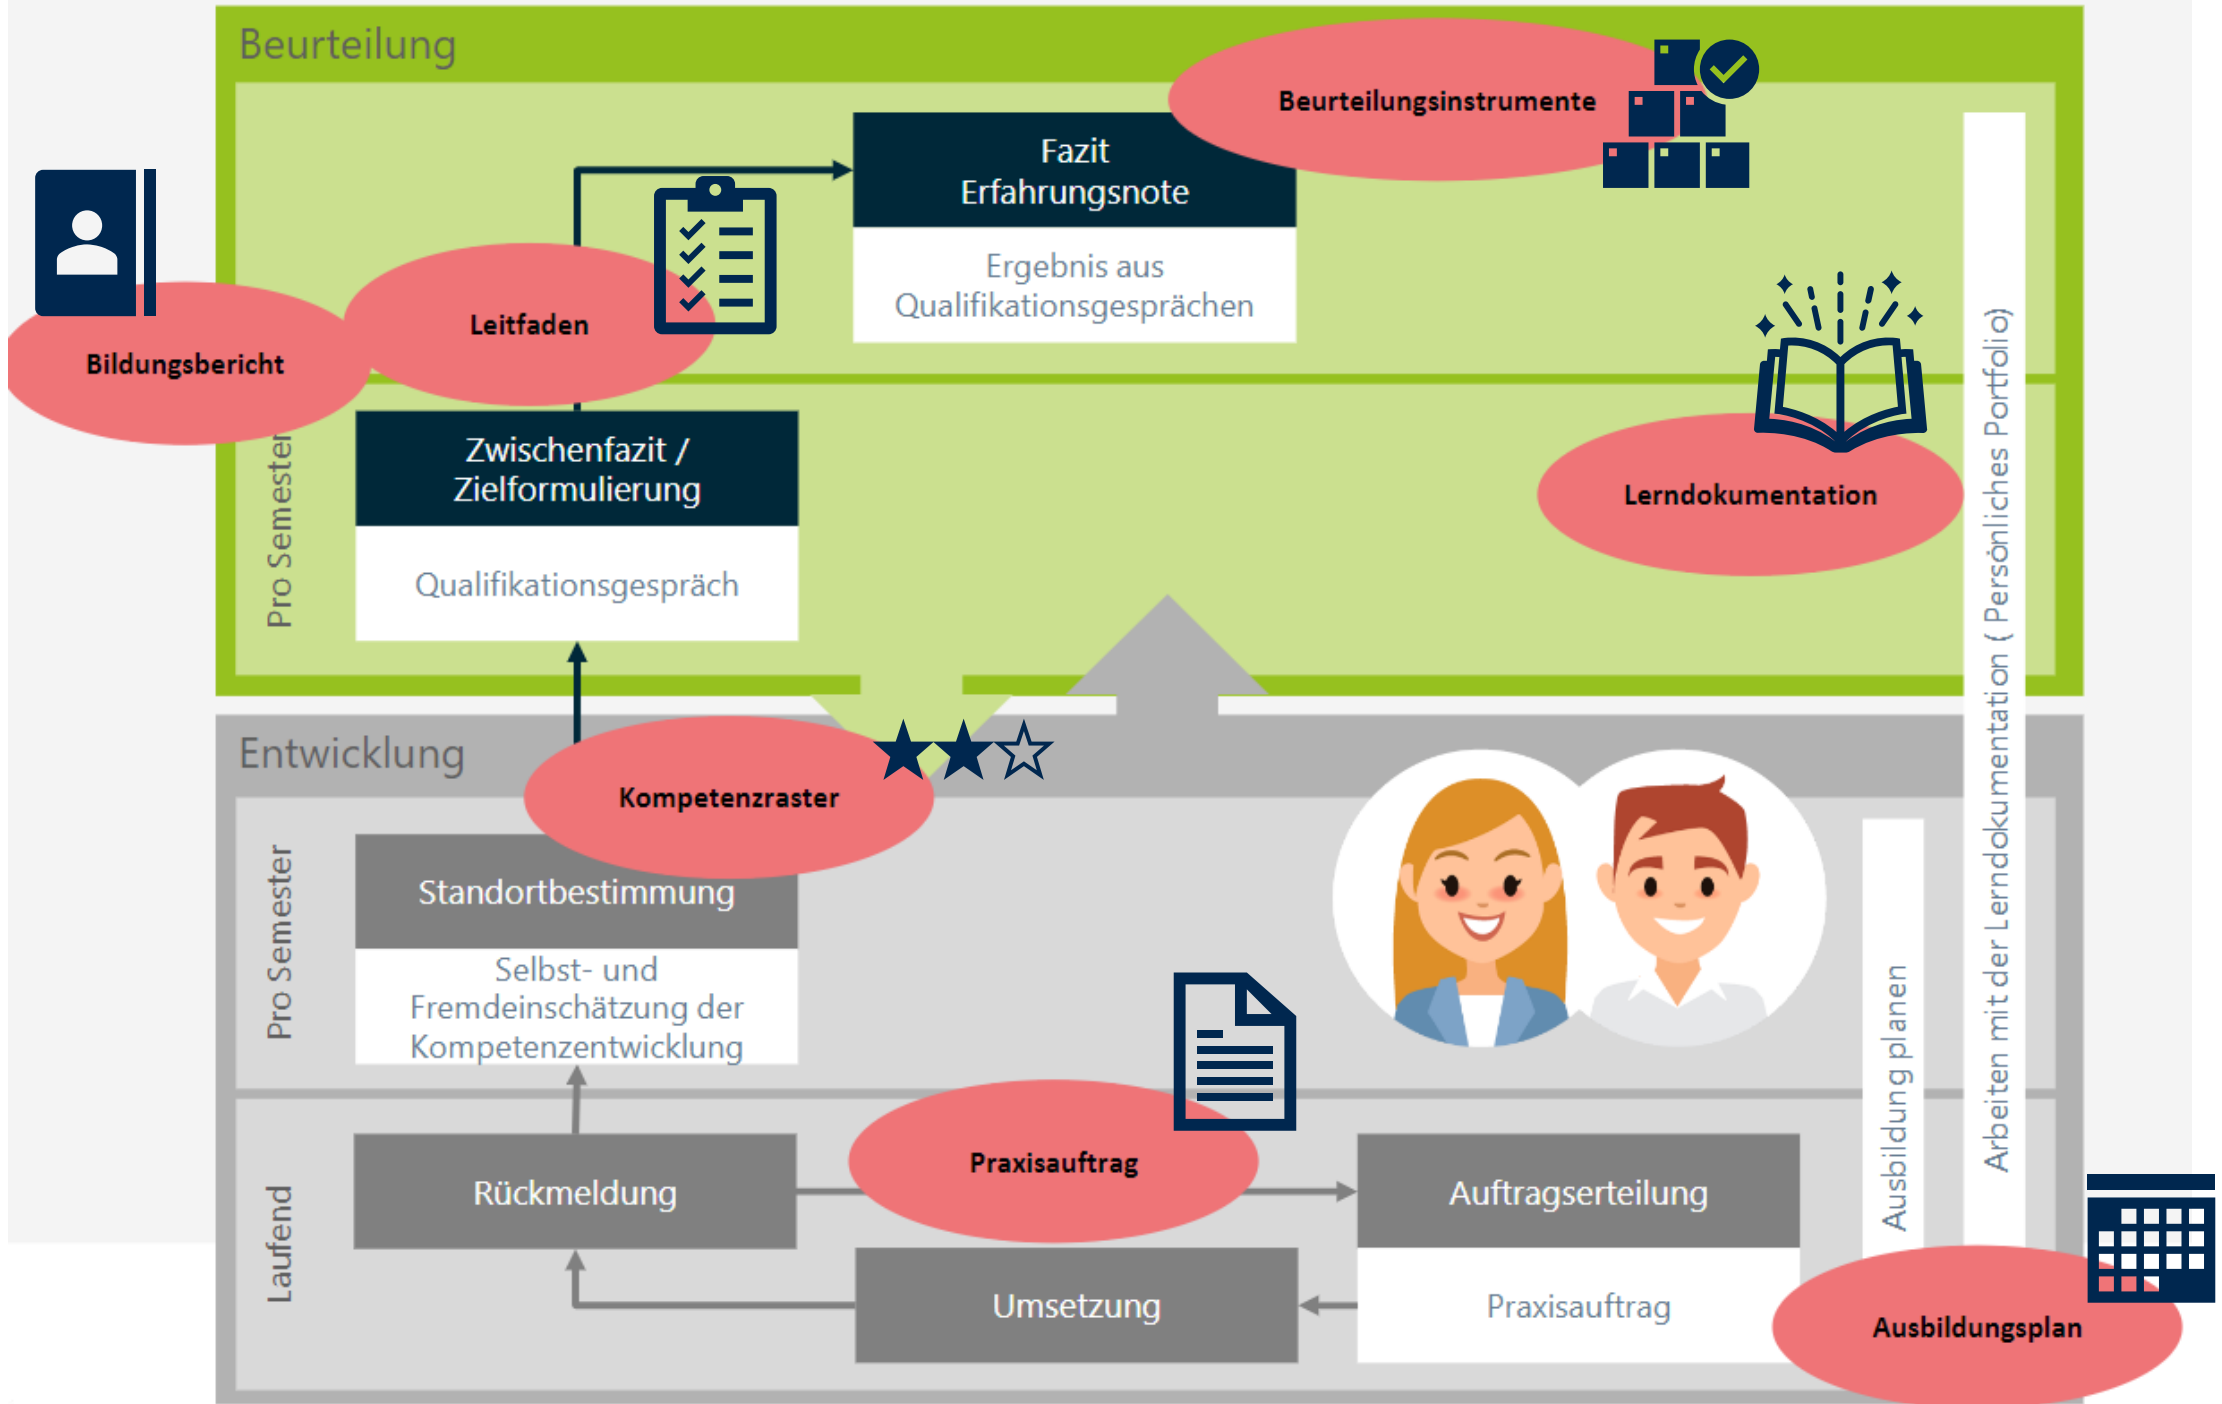 Beurteilung
Beurteilungsinstrumente
Fazit
Erfahrungsnote
Ergebnis aus
Qualifikationsgesprächen
Leitfaden
Bildungsbericht
Pro Semester
Zwischenfazit /
Zielformulierung
Qualifikationsgespräch
Lerndokumentation
Arbeiten mit der Lerndokumentation ( Persönliches Portfolio)
Entwicklung
Kompetenzraster
Pro Semester
Standortbestimmung
Selbst- und
Fremdeinschätzung der
Kompetenzentwicklung
Ausbildung planen
Laufend
Rückmeldung
Praxisauftrag
Auftragserteilung
Umsetzung
Praxisauftrag
Ausbildungsplan